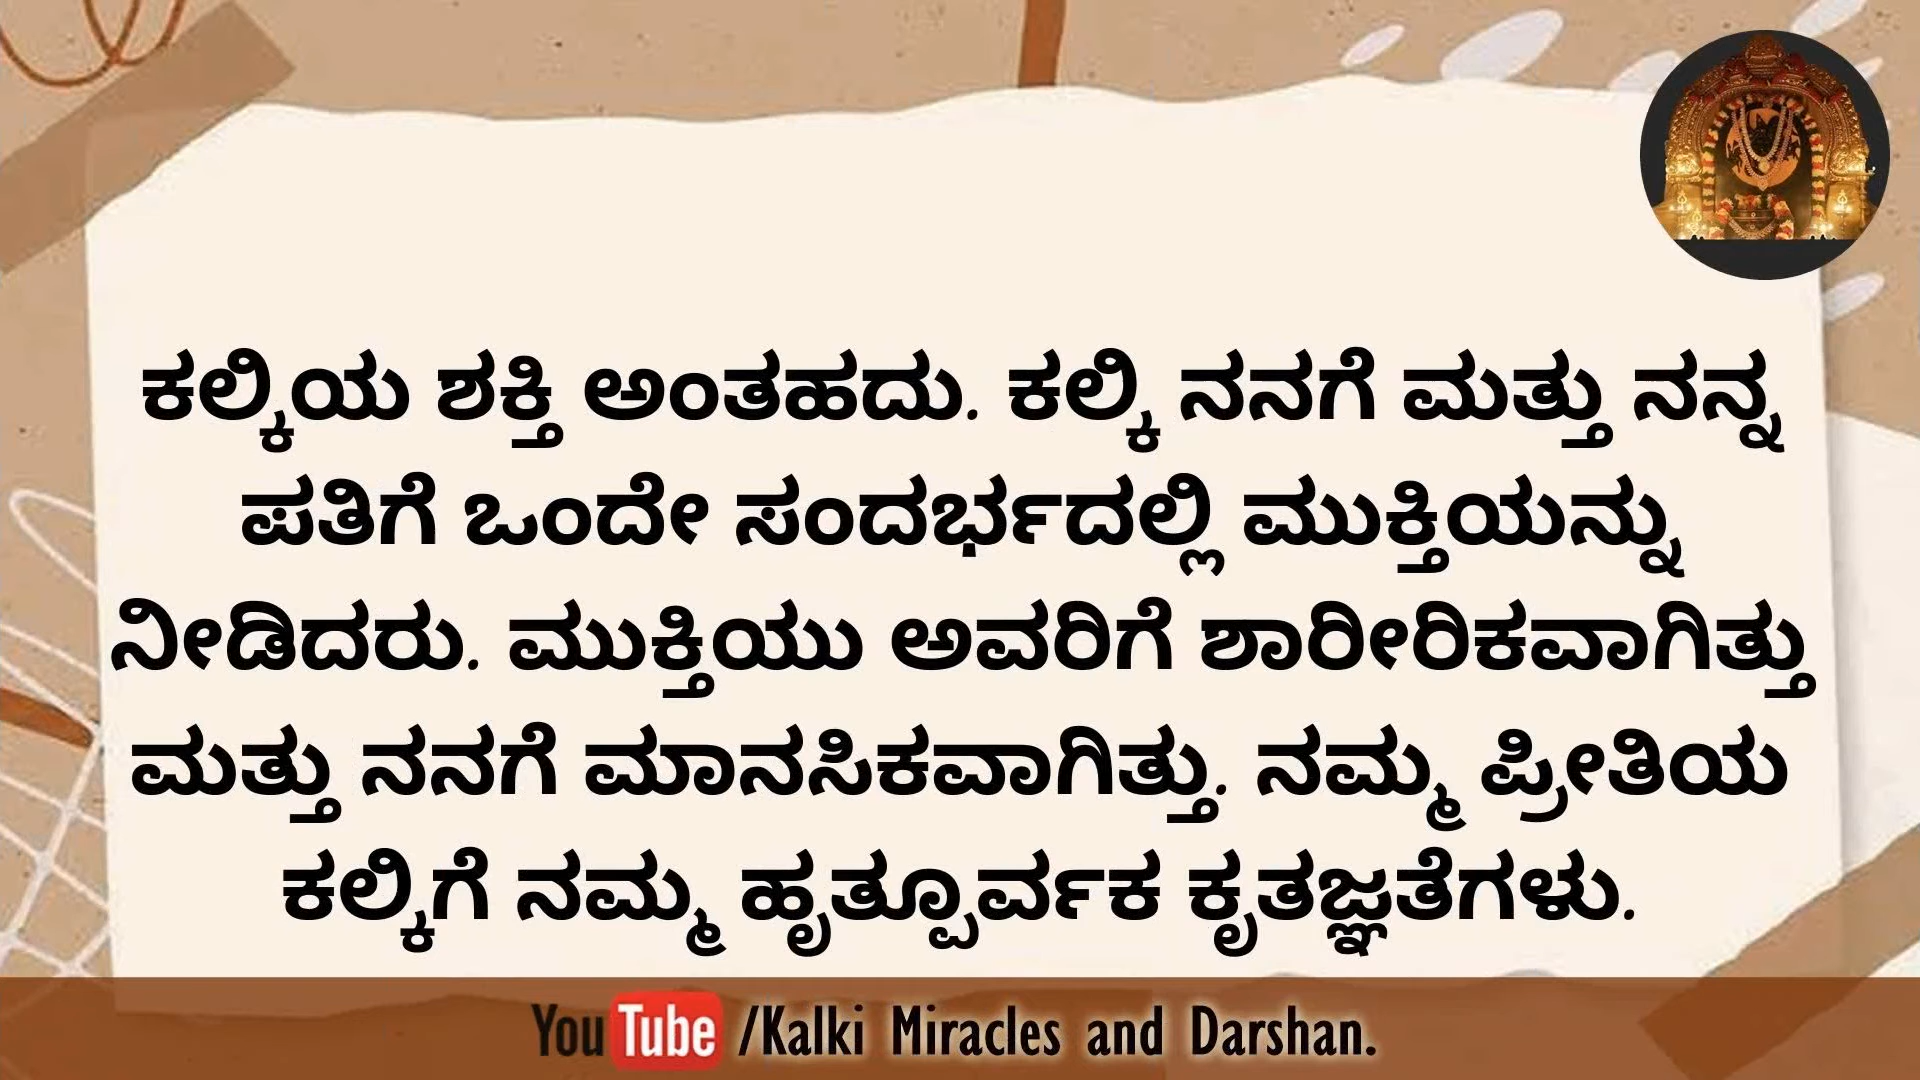 ಕಲ್ಕಿಯ ಶಕ್ತಿ ಅಂತಹದು. ಕಲ್ಕಿ ನನಗೆ ಮತ್ತು ನನ್ನ
ಪತಿಗೆ ಒಂದೇ ಸಂದರ್ಭದಲ್ಲಿ ಮುಕ್ತಿಯನ್ನು
ನೀಡಿದರು. ಮುಕ್ತಿಯು ಅವರಿಗೆ ಶಾರೀರಿಕವಾಗಿತ್ತು
ಮತ್ತು ನನಗೆ ಮಾನಸಿಕವಾಗಿತ್ತು. ನಮ್ಮ ಪ್ರೀತಿಯ
ಕಲ್ಕಿಗೆ ನಮ್ಮ ಹೃತ್ಪೂರ್ವಕ ಕೃತಜ್ಞತೆಗಳು.
YouTube /Kalki Miracles and Darshan.